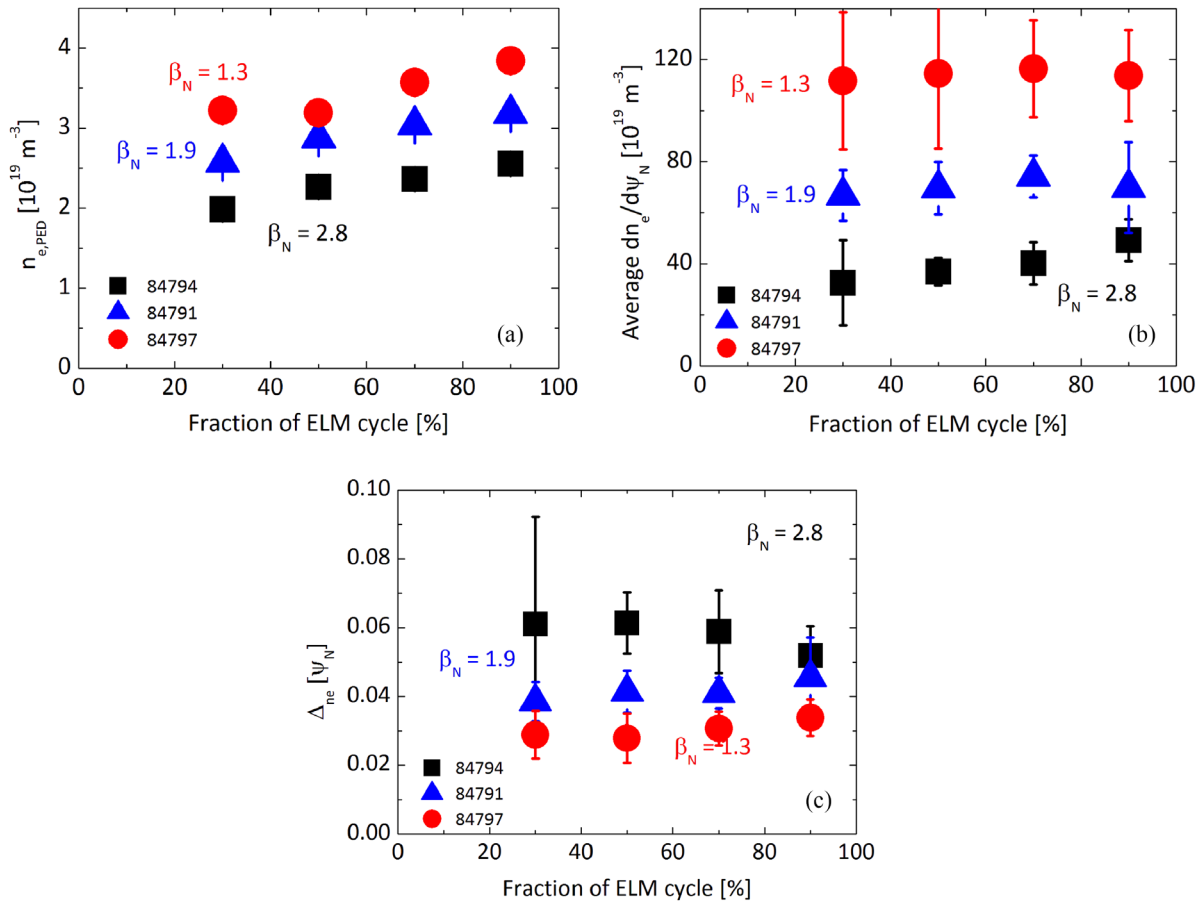 4
3
2
1
0
n_{e,PED} [10^{19} m^{-3}]
β_N = 1.3
β_N = 1.9
β_N = 2.8
84794
84791
84797
(a)
0 20 40 60 80 100
Fraction of ELM cycle [%]
120
80
40
0
Average dn_e/dψ_N [10^{19} m^{-3}]
β_N = 1.3
β_N = 1.9
β_N = 2.8
84794
84791
84797
(b)
0 20 40 60 80 100
Fraction of ELM cycle [%]
0.10
0.08
0.06
0.04
0.02
0.00
Δ_{ne} [ψ_N]
β_N = 2.8
β_N = 1.9
β_N = 1.3
84794
84791
84797
(c)
0 20 40 60 80 100
Fraction of ELM cycle [%]